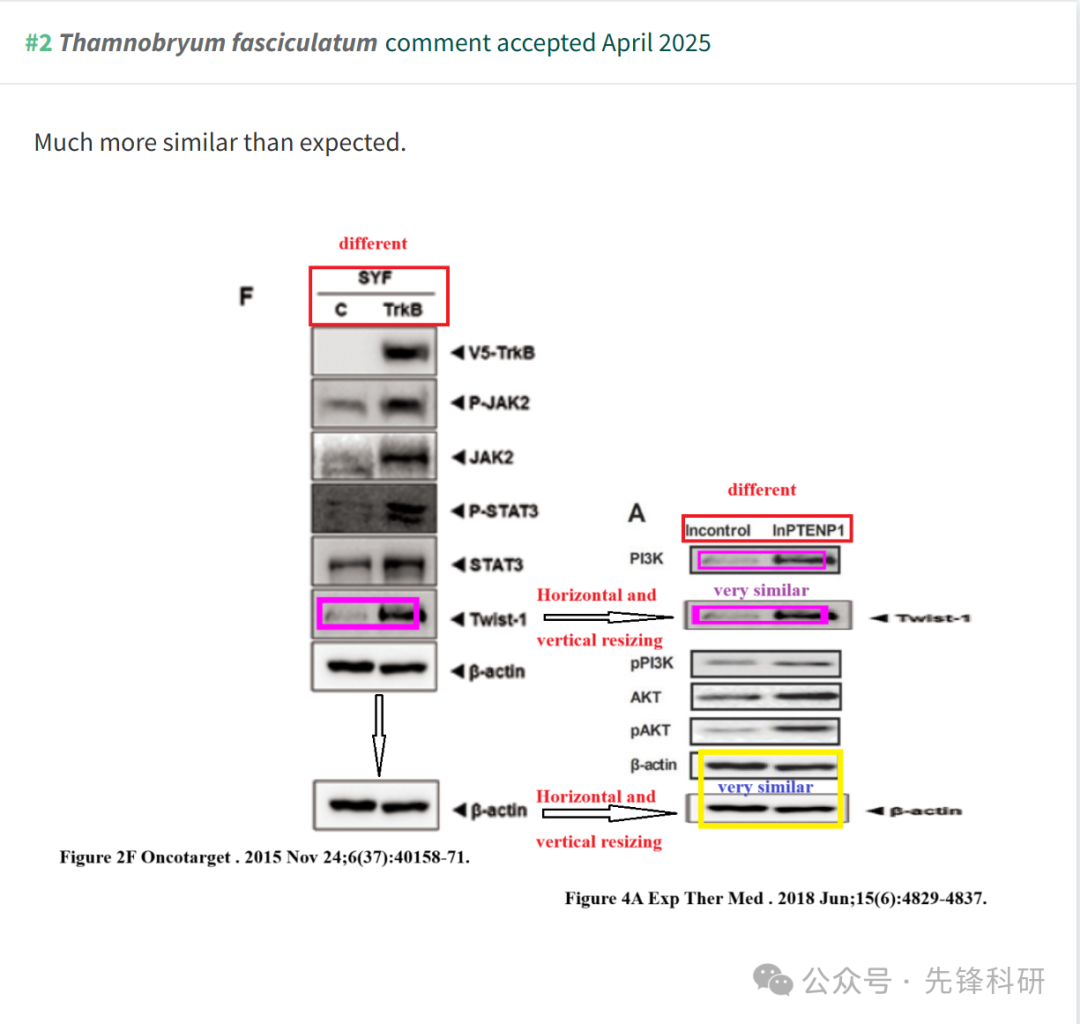 #2 Thamnobryum fasciculatum comment accepted April 2025
Much more similar than expected.
different
F
SYF
C TrkB
◀V5-TrkB
◀P-JAK2
◀JAK2
◀P-STAT3
◀STAT3
◀Twist-1
◀β-actin
◀β-actin
Figure 2F Oncotarget . 2015 Nov 24;6(37):40158-71.
Horizontal and
vertical resizing
Horizontal and
vertical resizing
different
A
lncontrol lnPTENP1
PI3K
very similar
◀Twist-1
pPI3K
AKT
pAKT
β-actin
very similar
◀β-actin
Figure 4A Exp Ther Med . 2018 Jun;15(6):4829-4837.
公众号 · 先锋科研